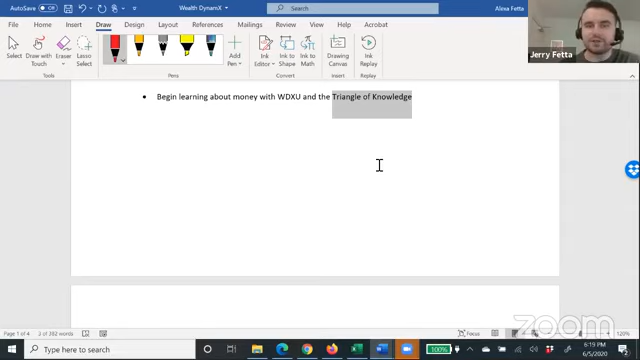 AutoSave Off
Wealth DynamX
Search
Alexa Fetta
File Home Insert Draw Design Layout References Mailings Review View Help Acrobat
Select
Draw with Touch
Eraser
Lasso Select
Add Pen
Ink Editor
Ink to Shape
Ink to Math
Drawing Canvas
Ink Replay
Tools
Pens
Convert
Insert
Replay
Jerry Fetta
• Begin learning about money with WDXU and the Triangle of Knowledge
Page 1 of 4 3 of 392 words
Focus
120%
zoom
Type here to search
100%
6:19 PM
6/5/2020